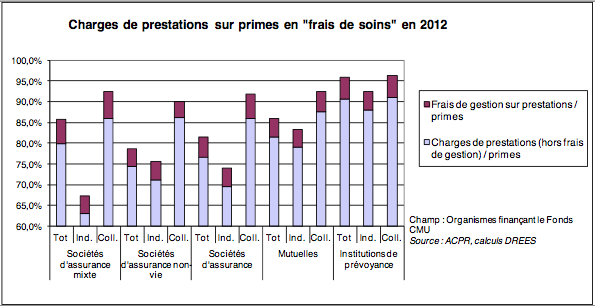 Charges de prestations sur primes en "frais de soins" en 2012
100,0%
95,0%
90,0%
85,0%
80,0%
75,0%
70,0%
65,0%
60,0%
Tot Ind. Coll. Tot Ind. Coll. Tot Ind. Coll. Tot Ind. Coll. Tot Ind. Coll.
Sociétés d'assurance mixte
Sociétés d'assurance non-vie
Sociétés d'assurance
Mutuelles
Institutions de prévoyance
Frais de gestion sur prestations /
primes
Charges de prestations (hors frais
de gestion) / primes
Champ : Organismes finançant le Fonds
CMU
Source : ACPR, calculs DREES